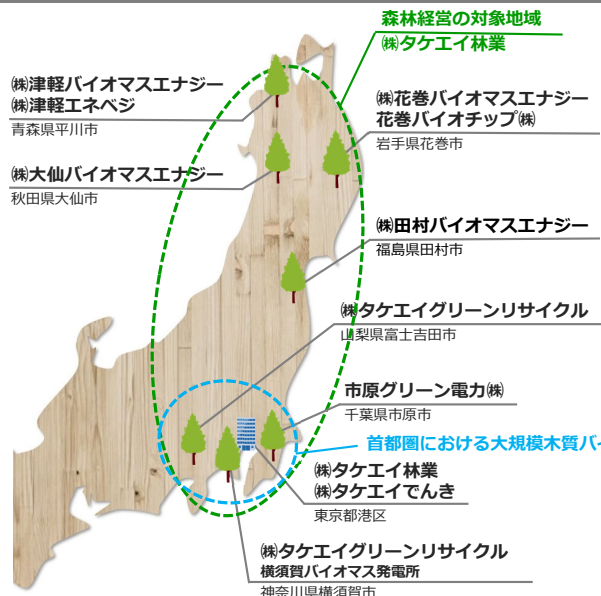 森林経営の対象地域
㈱タケエイ林業
㈱津軽バイオマスエナジー
㈱津軽エネベジ
青森県平川市
㈱花巻バイオマスエナジー
花巻バイオチップ㈱
岩手県花巻市
㈱大仙バイオマスエナジー
秋田県大仙市
㈱田村バイオマスエナジー
福島県田村市
㈱タケエイグリーンリサイクル
山梨県富士吉田市
市原グリーン電力㈱
千葉県市原市
首都圏における大規模木質バイ
㈱タケエイ林業
㈱タケエイでんき
東京都港区
㈱タケエイグリーンリサイクル
横須賀バイオマス発電所
神奈川県横須賀市